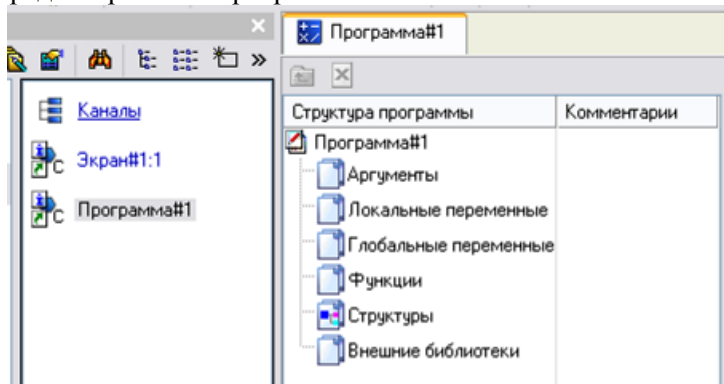 Программа#1
Каналы
Экран#1:1
Программа#1
Структура программы Комментарии
Программа#1
Аргументы
Локальные переменные
Глобальные переменные
Функции
Структуры
Внешние библиотеки